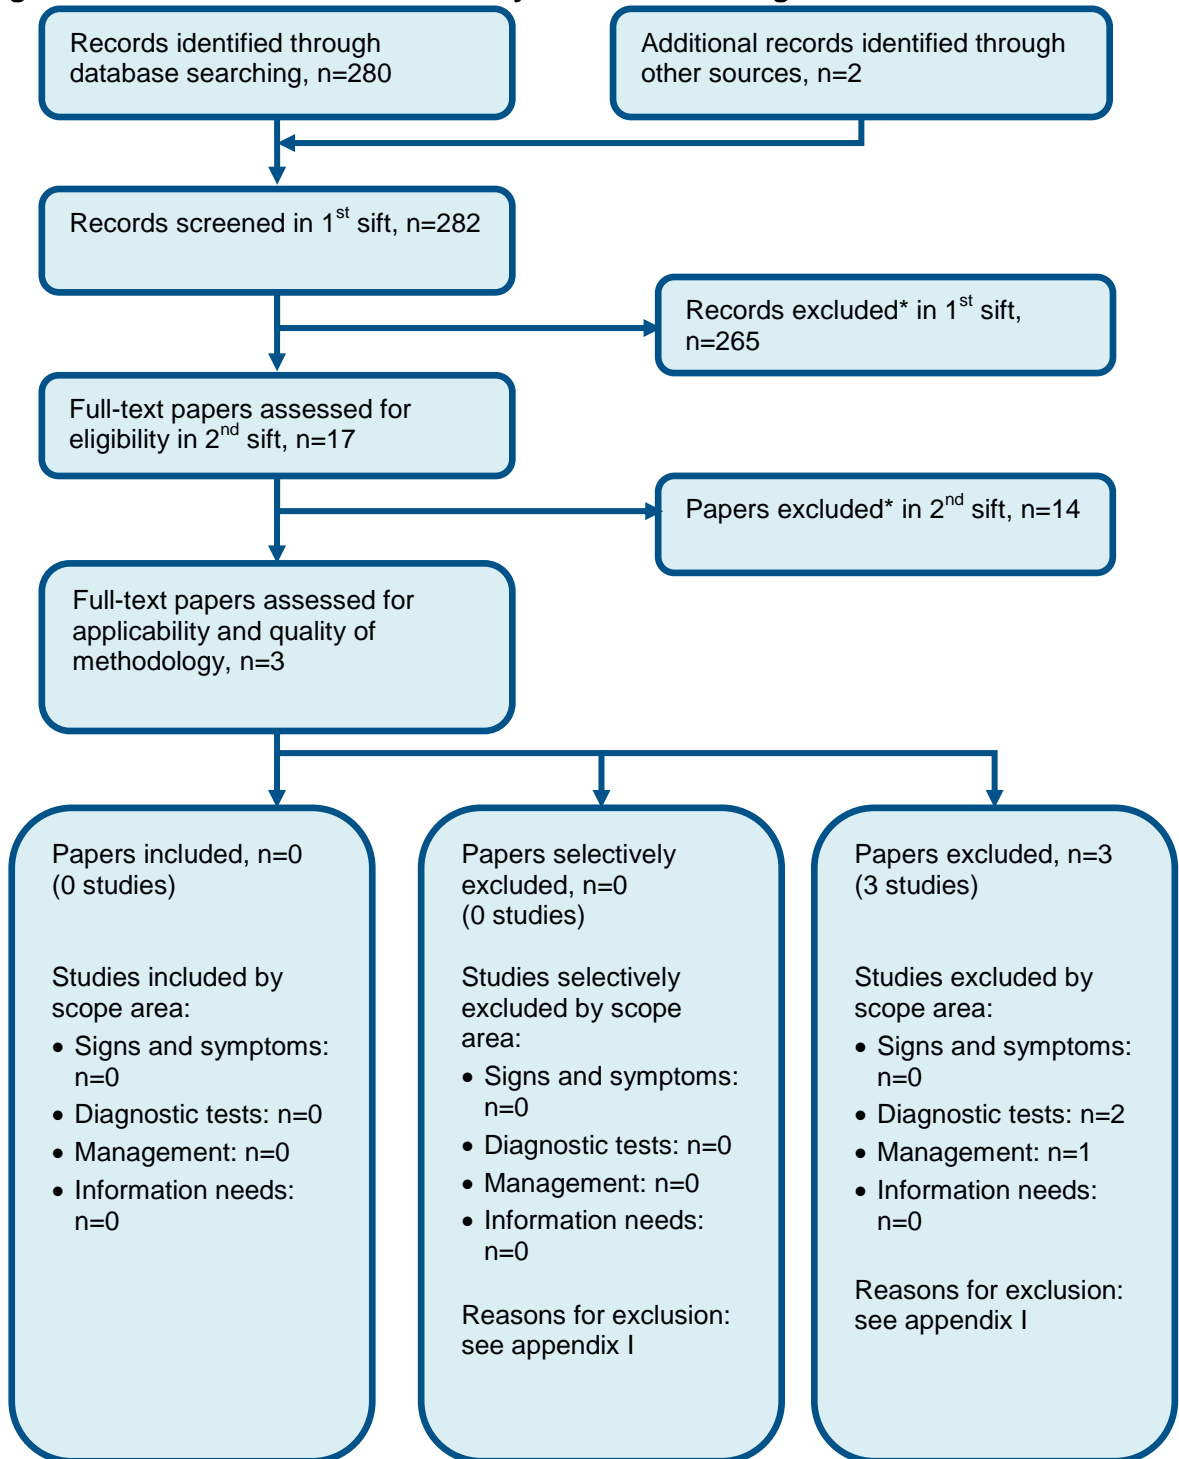 Records identified through
database searching, n=280
Additional records identified through
other sources, n=2
Records screened in 1st sift, n=282
Records excluded* in 1st sift,
n=265
Full-text papers assessed for
eligibility in 2nd sift, n=17
Papers excluded* in 2nd sift, n=14
Full-text papers assessed for
applicability and quality of
methodology, n=3
Papers included, n=0
(0 studies)
Studies included by
scope area:
• Signs and symptoms:
n=0
• Diagnostic tests: n=0
• Management: n=0
• Information needs:
n=0
Papers selectively
excluded, n=0
(0 studies)
Studies selectively
excluded by scope
area:
• Signs and symptoms:
n=0
• Diagnostic tests: n=0
• Management: n=0
• Information needs:
n=0
Reasons for exclusion:
see appendix I
Papers excluded, n=3
(3 studies)
Studies excluded by
scope area:
• Signs and symptoms:
n=0
• Diagnostic tests: n=2
• Management: n=1
• Information needs:
n=0
Reasons for exclusion:
see appendix I